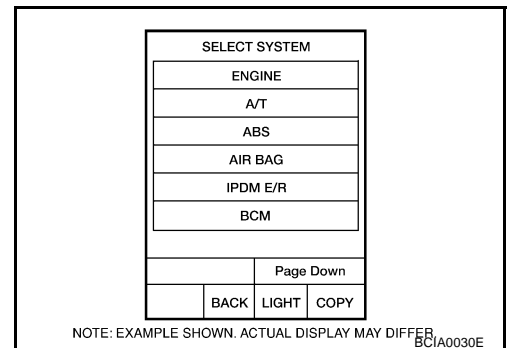 SELECT SYSTEM
ENGINE
A/T
ABS
AIR BAG
IPDM E/R
BCM
Page Down
BACK LIGHT COPY
NOTE: EXAMPLE SHOWN. ACTUAL DISPLAY MAY DIFFER.
BCIA0030E